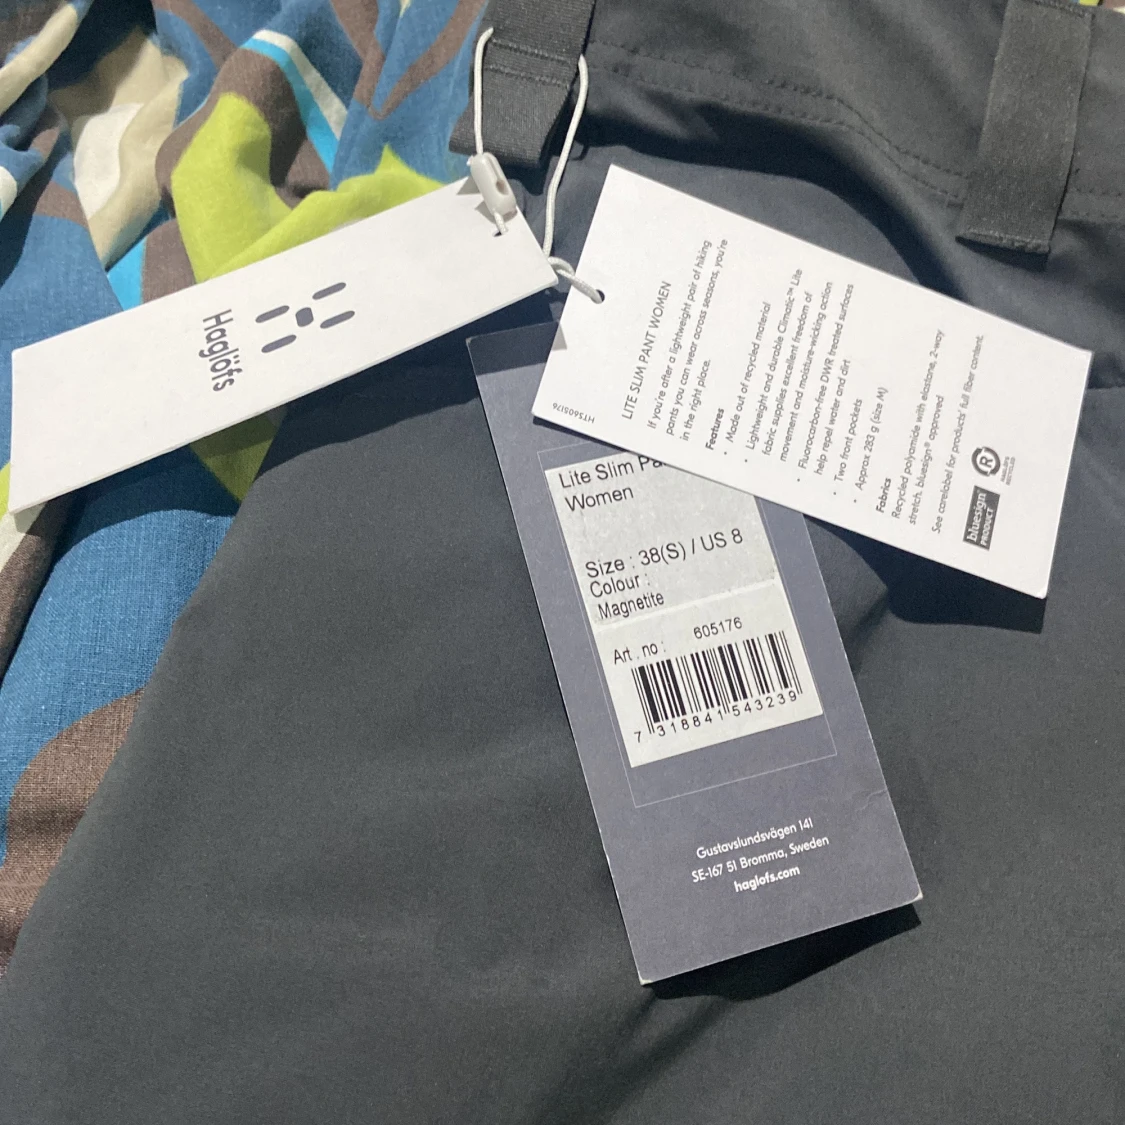 Haglöfs
HT3605176
LITE SLIM PANT WOMEN
If you're after a lightweight pair of hiking
pants you can wear across seasons, you're
in the right place.
Features
• Made out of recycled material
• Lightweight and durable Climatic™ Lite
fabric supplies excellent freedom of
movement and moisture-wicking action
• Fluorocarbon-free DWR treated surfaces
help repel water and dirt
• Two front pockets
• Approx 293 g (size M)
Fabrics
Recycled polyamide with elastane, 2-way
stretch. bluesign® approved
See carelabel for products' full fiber content.
bluesign®
PRODUCT
R
Lite Slim Pa
Women
Size : 38(S) / US 8
Colour :
Magnetite
Art . no : 605176
7 318841 543239
Gustavslundsvägen 141
SE-167 51 Bromma, Sweden
haglofs.com